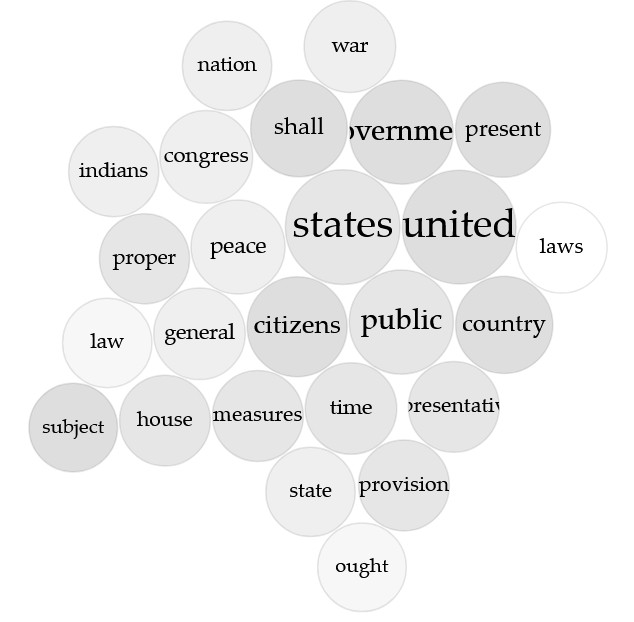 war
nation
shall
overnme
present
congress
indians
states
united
laws
peace
proper
public
citizens
country
general
law
time
presentativ
measures
house
subject
provision
state
ought